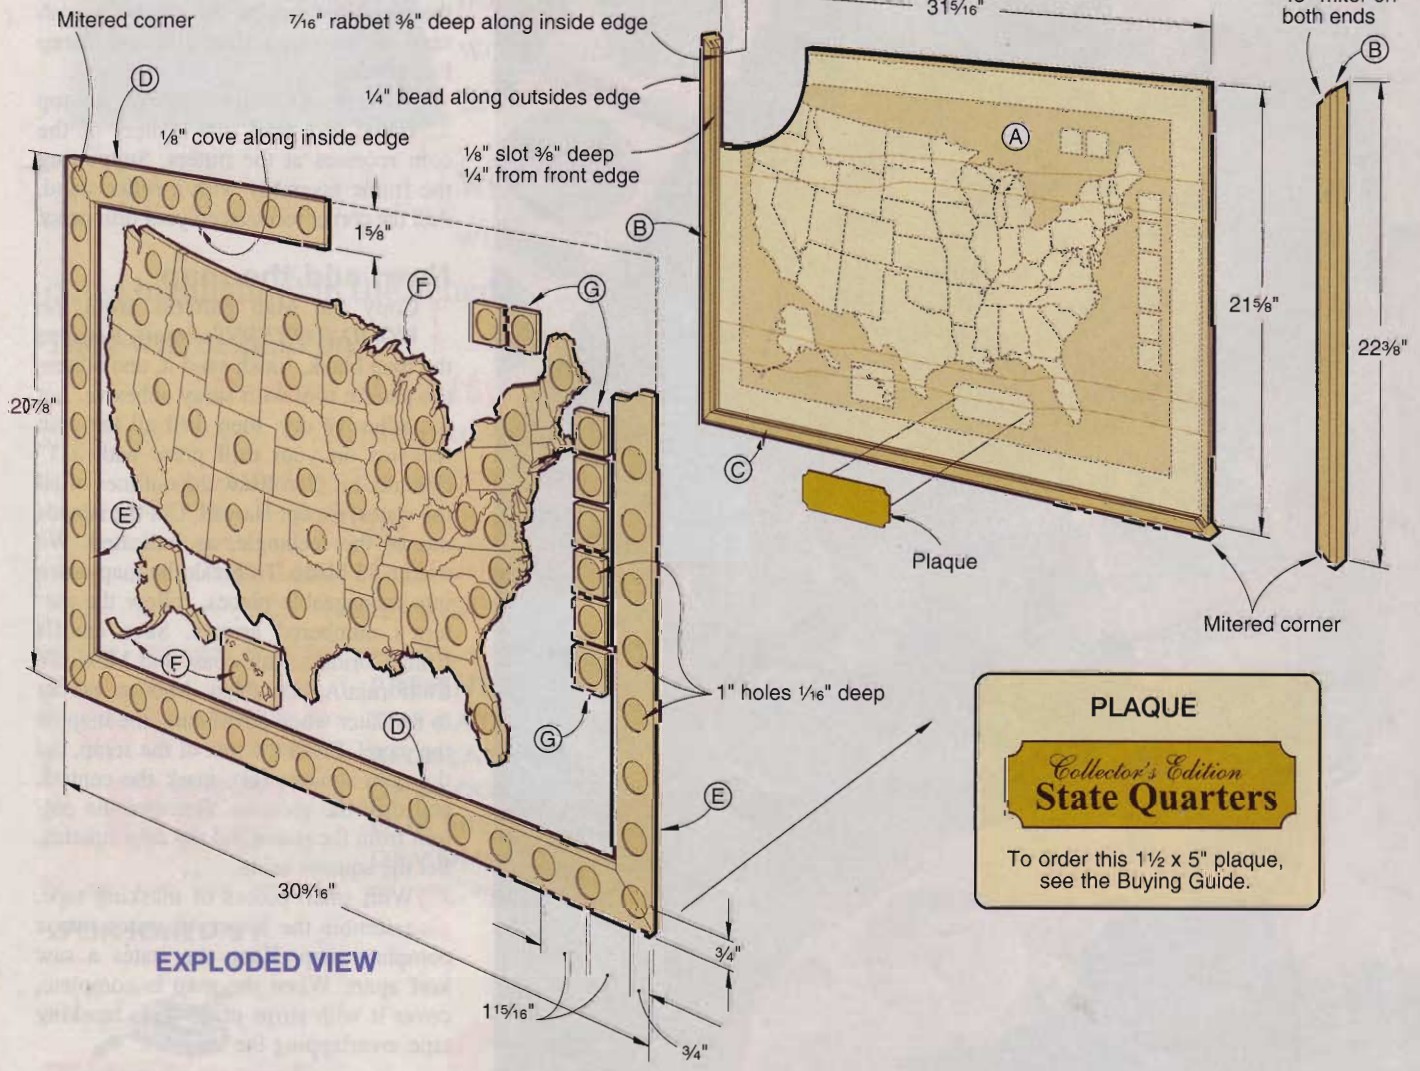 Mitered corner
7/16" rabbet 3/8" deep along inside edge
31 5/16"
both ends
D
B
1/4" bead along outsides edge
A
1/8" cove along inside edge
1/8" slot 3/8" deep
1/4" from front edge
1 5/8"
B
F
G
21 5/8"
22 3/8"
20 7/8"
C
E
Plaque
Mitered corner
F
1" holes 1/16" deep
D
G
E
PLAQUE
Collector's Edition
State Quarters
To order this 1½ x 5" plaque,
see the Buying Guide.
30 9/16"
EXPLODED VIEW
3/4"
1 15/16"
3/4"